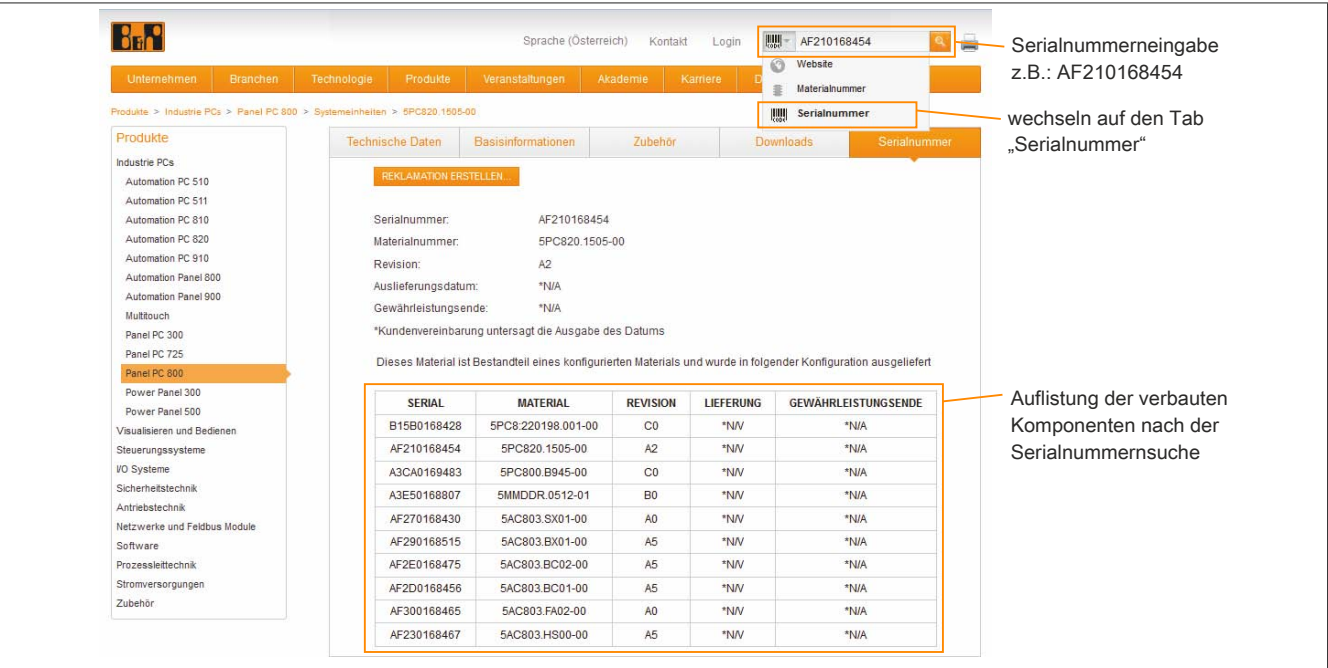 B&R
Sprache (Österreich) Kontakt Login AF210168454
Website
Materialnummer
Serialnummer
Serialnummerneingabe
z.B.: AF210168454
wechseln auf den Tab
„Serialnummer“
Unternehmen Branchen Technologie Produkte Veranstaltungen Akademie Karriere D
Produkte > Industrie PCs > Panel PC 800 > Systemeinheiten > 5PC820.1505-00
Produkte
Industrie PCs
Automation PC 510
Automation PC 511
Automation PC 810
Automation PC 820
Automation PC 910
Automation Panel 800
Automation Panel 900
Multitouch
Panel PC 300
Panel PC 725
Panel PC 800
Power Panel 300
Power Panel 500
Visualisieren und Bedienen
Steuerungssysteme
I/O Systeme
Sicherheitstechnik
Antriebstechnik
Netzwerke und Feldbus Module
Software
Prozessleittechnik
Stromversorgungen
Zubehör
Technische Daten Basisinformationen Zubehör Downloads Serialnummer
REKLAMATION ERSTELLEN...
Serialnummer: AF210168454
Materialnummer: 5PC820.1505-00
Revision: A2
Auslieferungsdatum: *N/A
Gewährleistungsende: *N/A
*Kundenvereinbarung untersagt die Ausgabe des Datums
Dieses Material ist Bestandteil eines konfigurierten Materials und wurde in folgender Konfiguration ausgeliefert
SERIAL MATERIAL REVISION LIEFERUNG GEWÄHRLEISTUNGSENDE
B15B0168428 5PC8:220198.001-00 C0 *N/V *N/A
AF210168454 5PC820.1505-00 A2 *N/V *N/A
A3CA0169483 5PC800.B945-00 C0 *N/V *N/A
A3E50168807 5MMDDR.0512-01 B0 *N/V *N/A
AF270168430 5AC803.SX01-00 A0 *N/V *N/A
AF290168515 5AC803.BX01-00 A5 *N/V *N/A
AF2E0168475 5AC803.BC02-00 A5 *N/V *N/A
AF2D0168456 5AC803.BC01-00 A5 *N/V *N/A
AF300168465 5AC803.FA02-00 A0 *N/V *N/A
AF230168467 5AC803.HS00-00 A5 *N/V *N/A
Auflistung der verbauten
Komponenten nach der
Serialnummernsuche